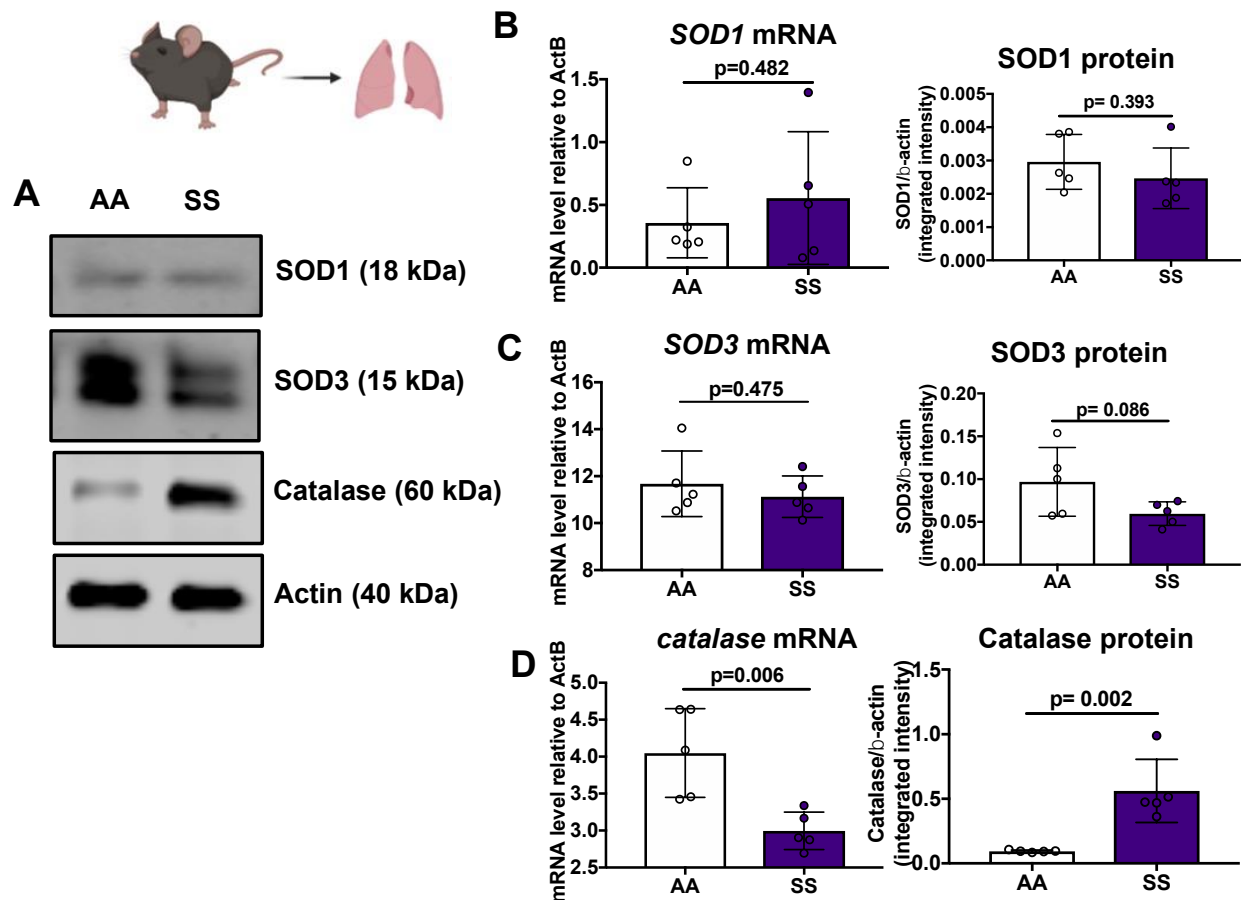 A
AA SS
SOD1 (18 kDa)
SOD3 (15 kDa)
Catalase (60 kDa)
Actin (40 kDa)
B
SOD1 mRNA
p=0.482
mRNA level relative to ActB
1.5
1.0
0.5
0.0
AA SS
SOD1 protein
p= 0.393
SOD1/b-actin
(integrated intensity)
0.005
0.004
0.003
0.002
0.001
0.000
AA SS
C
SOD3 mRNA
p=0.475
mRNA level relative to ActB
16
14
12
10
8
AA SS
SOD3 protein
p= 0.086
SOD3/b-actin
(integrated intensity)
0.20
0.15
0.10
0.05
0.00
AA SS
D
catalase mRNA
p=0.006
mRNA level relative to ActB
5.0
4.5
4.0
3.5
3.0
2.5
AA SS
Catalase protein
p= 0.002
Catalase/b-actin
(integrated intensity)
1.5
1.0
0.5
0.0
AA SS